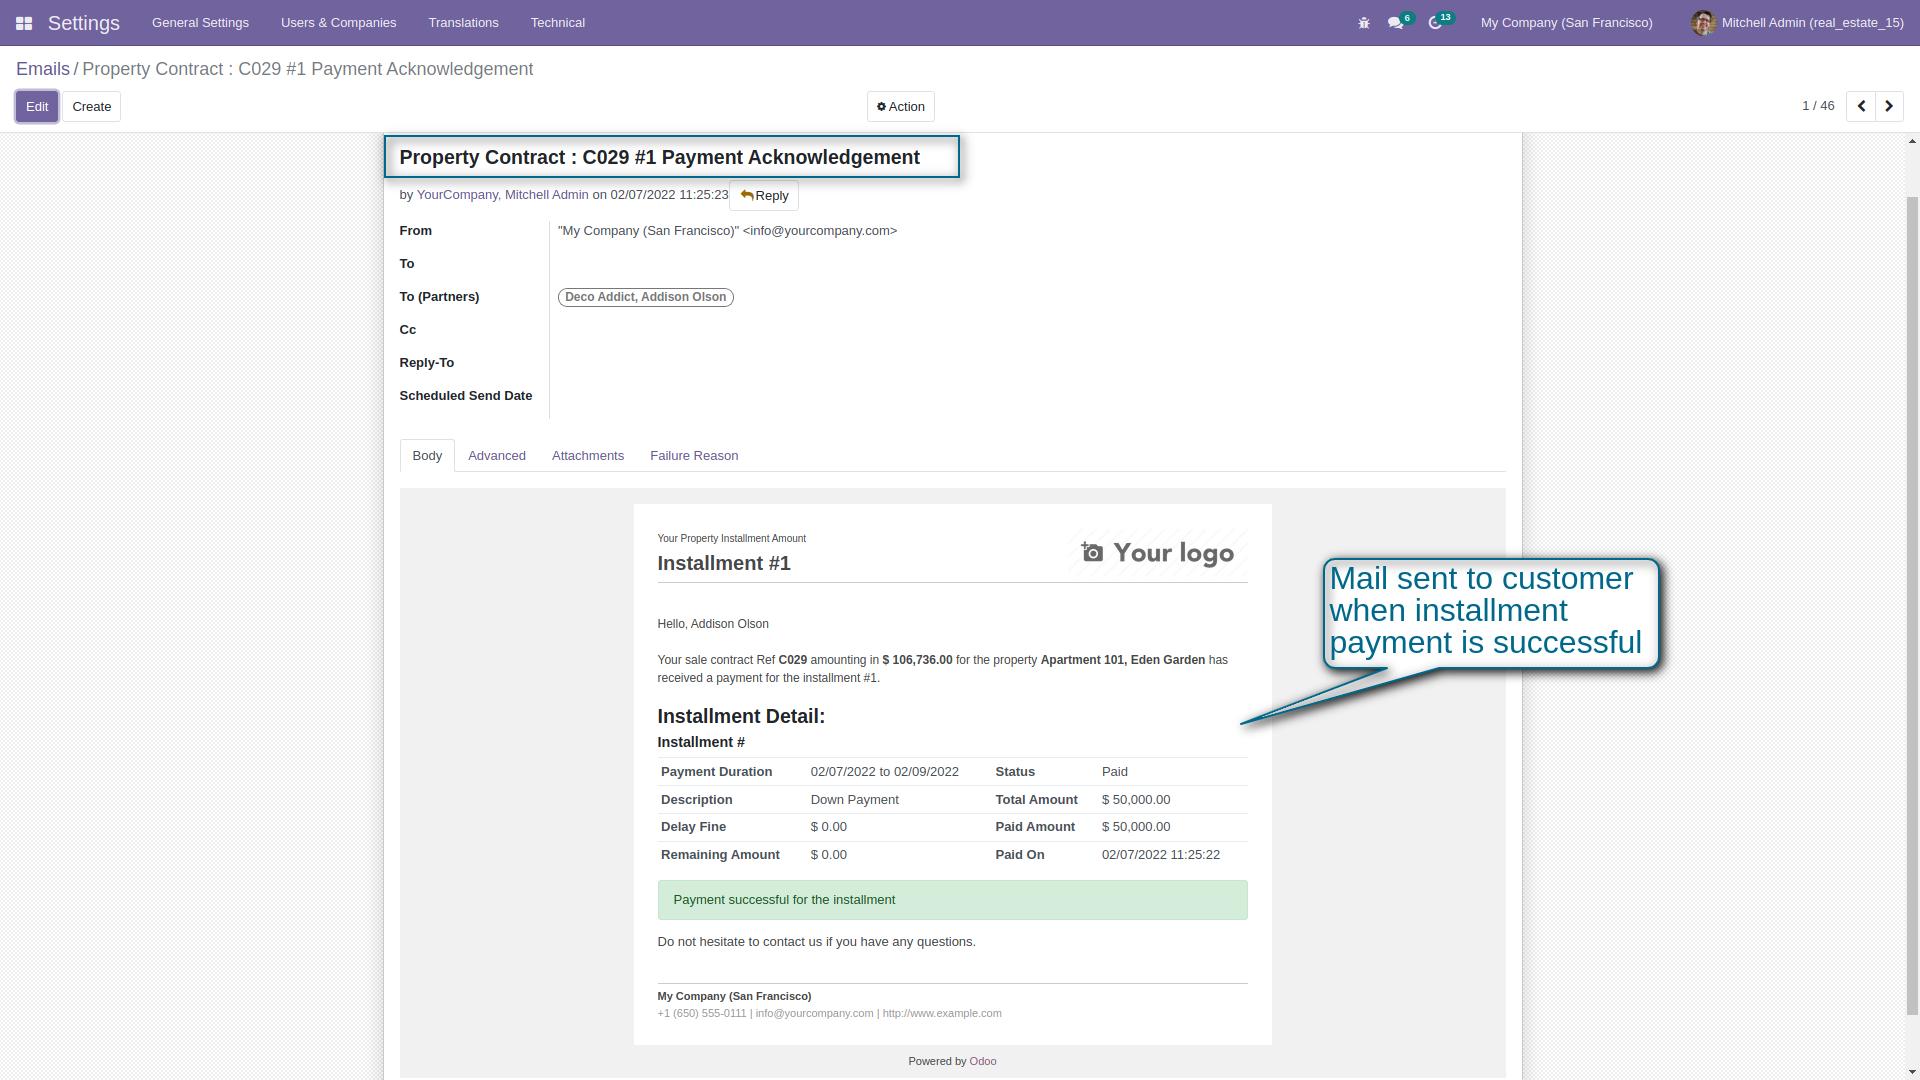 Settings General Settings Users & Companies Translations Technical 6 13 My Company (San Francisco) Mitchell Admin (real_estate_15)
Emails / Property Contract : C029 #1 Payment Acknowledgement
Edit Create Action 1 / 46
Property Contract : C029 #1 Payment Acknowledgement
by YourCompany, Mitchell Admin on 02/07/2022 11:25:23 Reply
From "My Company (San Francisco)" <info@yourcompany.com>
To
To (Partners) Deco Addict, Addison Olson
Cc
Reply-To
Scheduled Send Date
Body Advanced Attachments Failure Reason
Your Property Installment Amount
Installment #1
Your logo
Hello, Addison Olson
Your sale contract Ref C029 amounting in $ 106,736.00 for the property Apartment 101, Eden Garden has
received a payment for the installment #1.
Mail sent to customer
when installment
payment is successful
Installment Detail:
Installment #
Payment Duration 02/07/2022 to 02/09/2022 Status Paid
Description Down Payment Total Amount $ 50,000.00
Delay Fine $ 0.00 Paid Amount $ 50,000.00
Remaining Amount $ 0.00 Paid On 02/07/2022 11:25:22
Payment successful for the installment
Do not hesitate to contact us if you have any questions.
My Company (San Francisco)
+1 (650) 555-0111 | info@yourcompany.com | http://www.example.com
Powered by Odoo